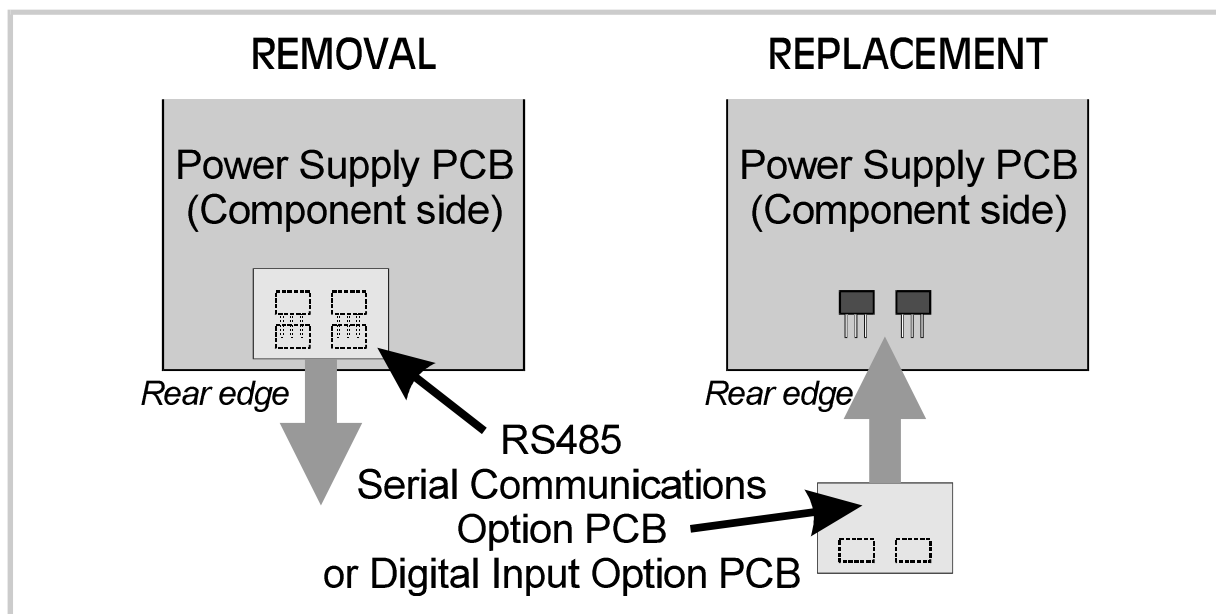 REMOVAL
Power Supply PCB
(Component side)
Rear edge
REPLACEMENT
Power Supply PCB
(Component side)
Rear edge
RS485
Serial Communications
Option PCB
or Digital Input Option PCB